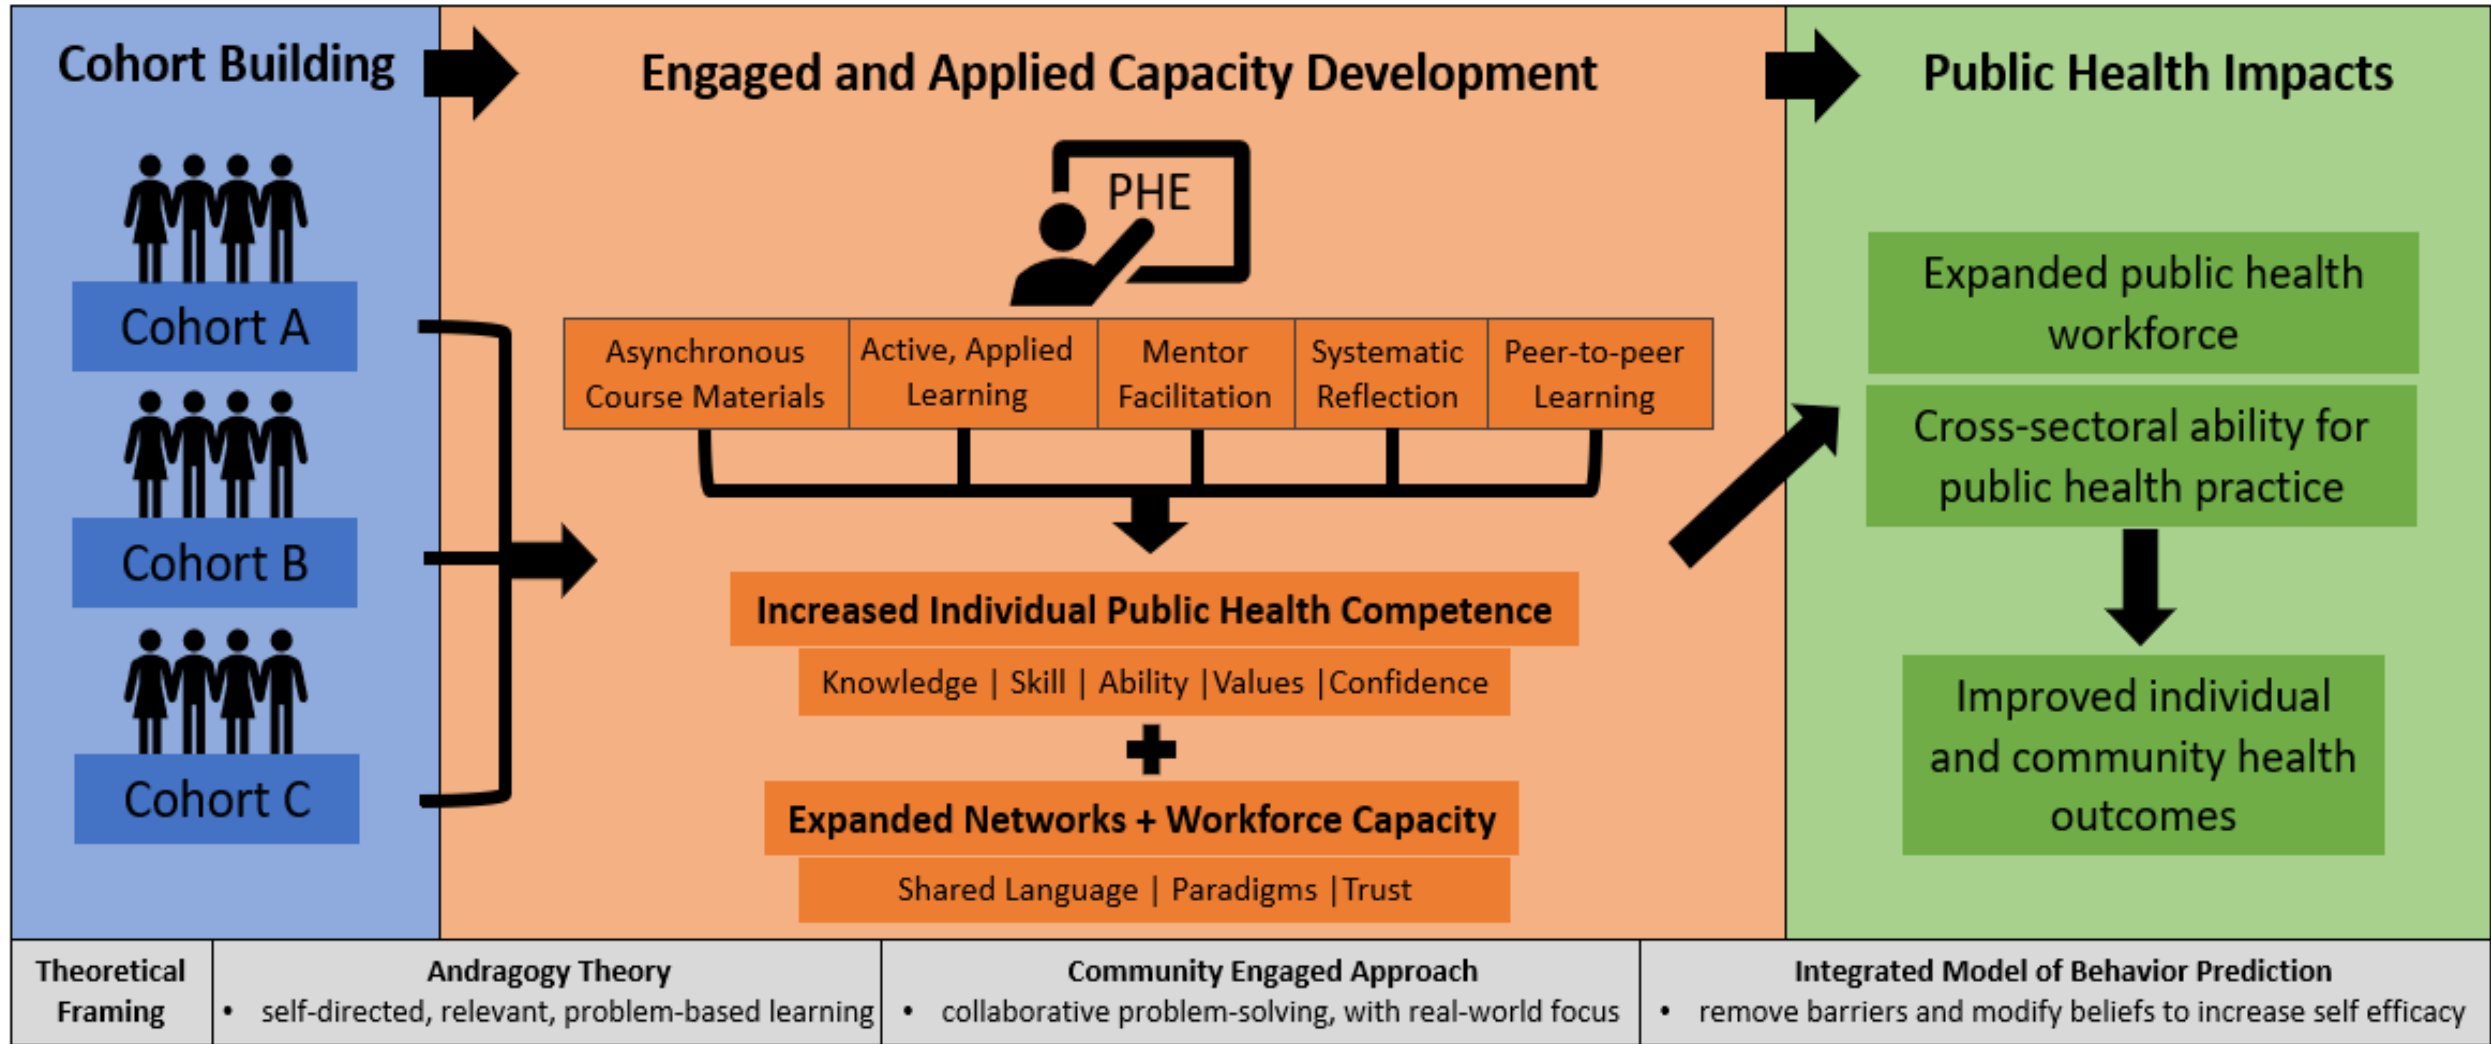 Cohort Building
Engaged and Applied Capacity Development
Public Health Impacts
Cohort A
Cohort B
Cohort C
PHE
Asynchronous
Course Materials
Active, Applied
Learning
Mentor
Facilitation
Systematic
Reflection
Peer-to-peer
Learning
Increased Individual Public Health Competence
Knowledge | Skill | Ability |Values |Confidence
Expanded Networks + Workforce Capacity
Shared Language | Paradigms |Trust
Expanded public health
workforce
Cross-sectoral ability for
public health practice
Improved individual
and community health
outcomes
Theoretical
Framing
Andragogy Theory
• self-directed, relevant, problem-based learning
Community Engaged Approach
• collaborative problem-solving, with real-world focus
Integrated Model of Behavior Prediction
• remove barriers and modify beliefs to increase self efficacy